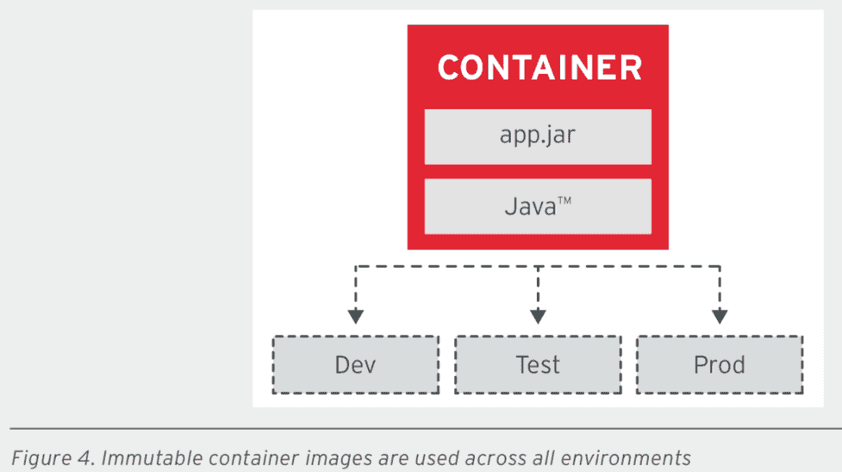 CONTAINER
app.jar
Java™
Dev Test Prod
Figure 4. Immutable container images are used across all environments